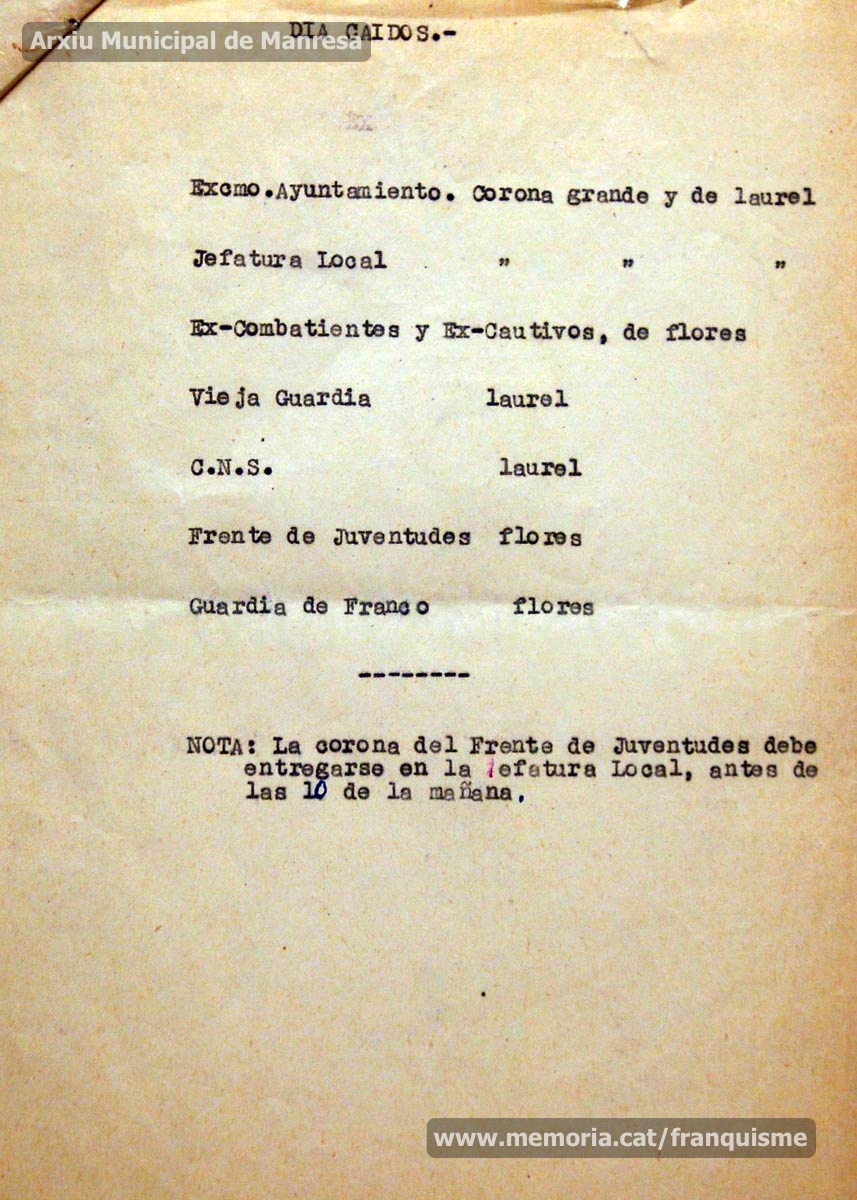 Arxiu Municipal de Manresa
DIA CAIDOS.-
Excmo.Ayuntamiento. Corona grande y de laurel
Jefatura Local " " "
Ex-Combatientes y Ex-Cautivos, de flores
Vieja Guardia laurel
C.N.S. laurel
Frente de Juventudes flores
Guardia de Franco flores
--------
NOTA: La corona del Frente de Juventudes debe
entregarse en la Jefatura Local, antes de
las 10 de la mañana.
www.memoria.cat/franquisme